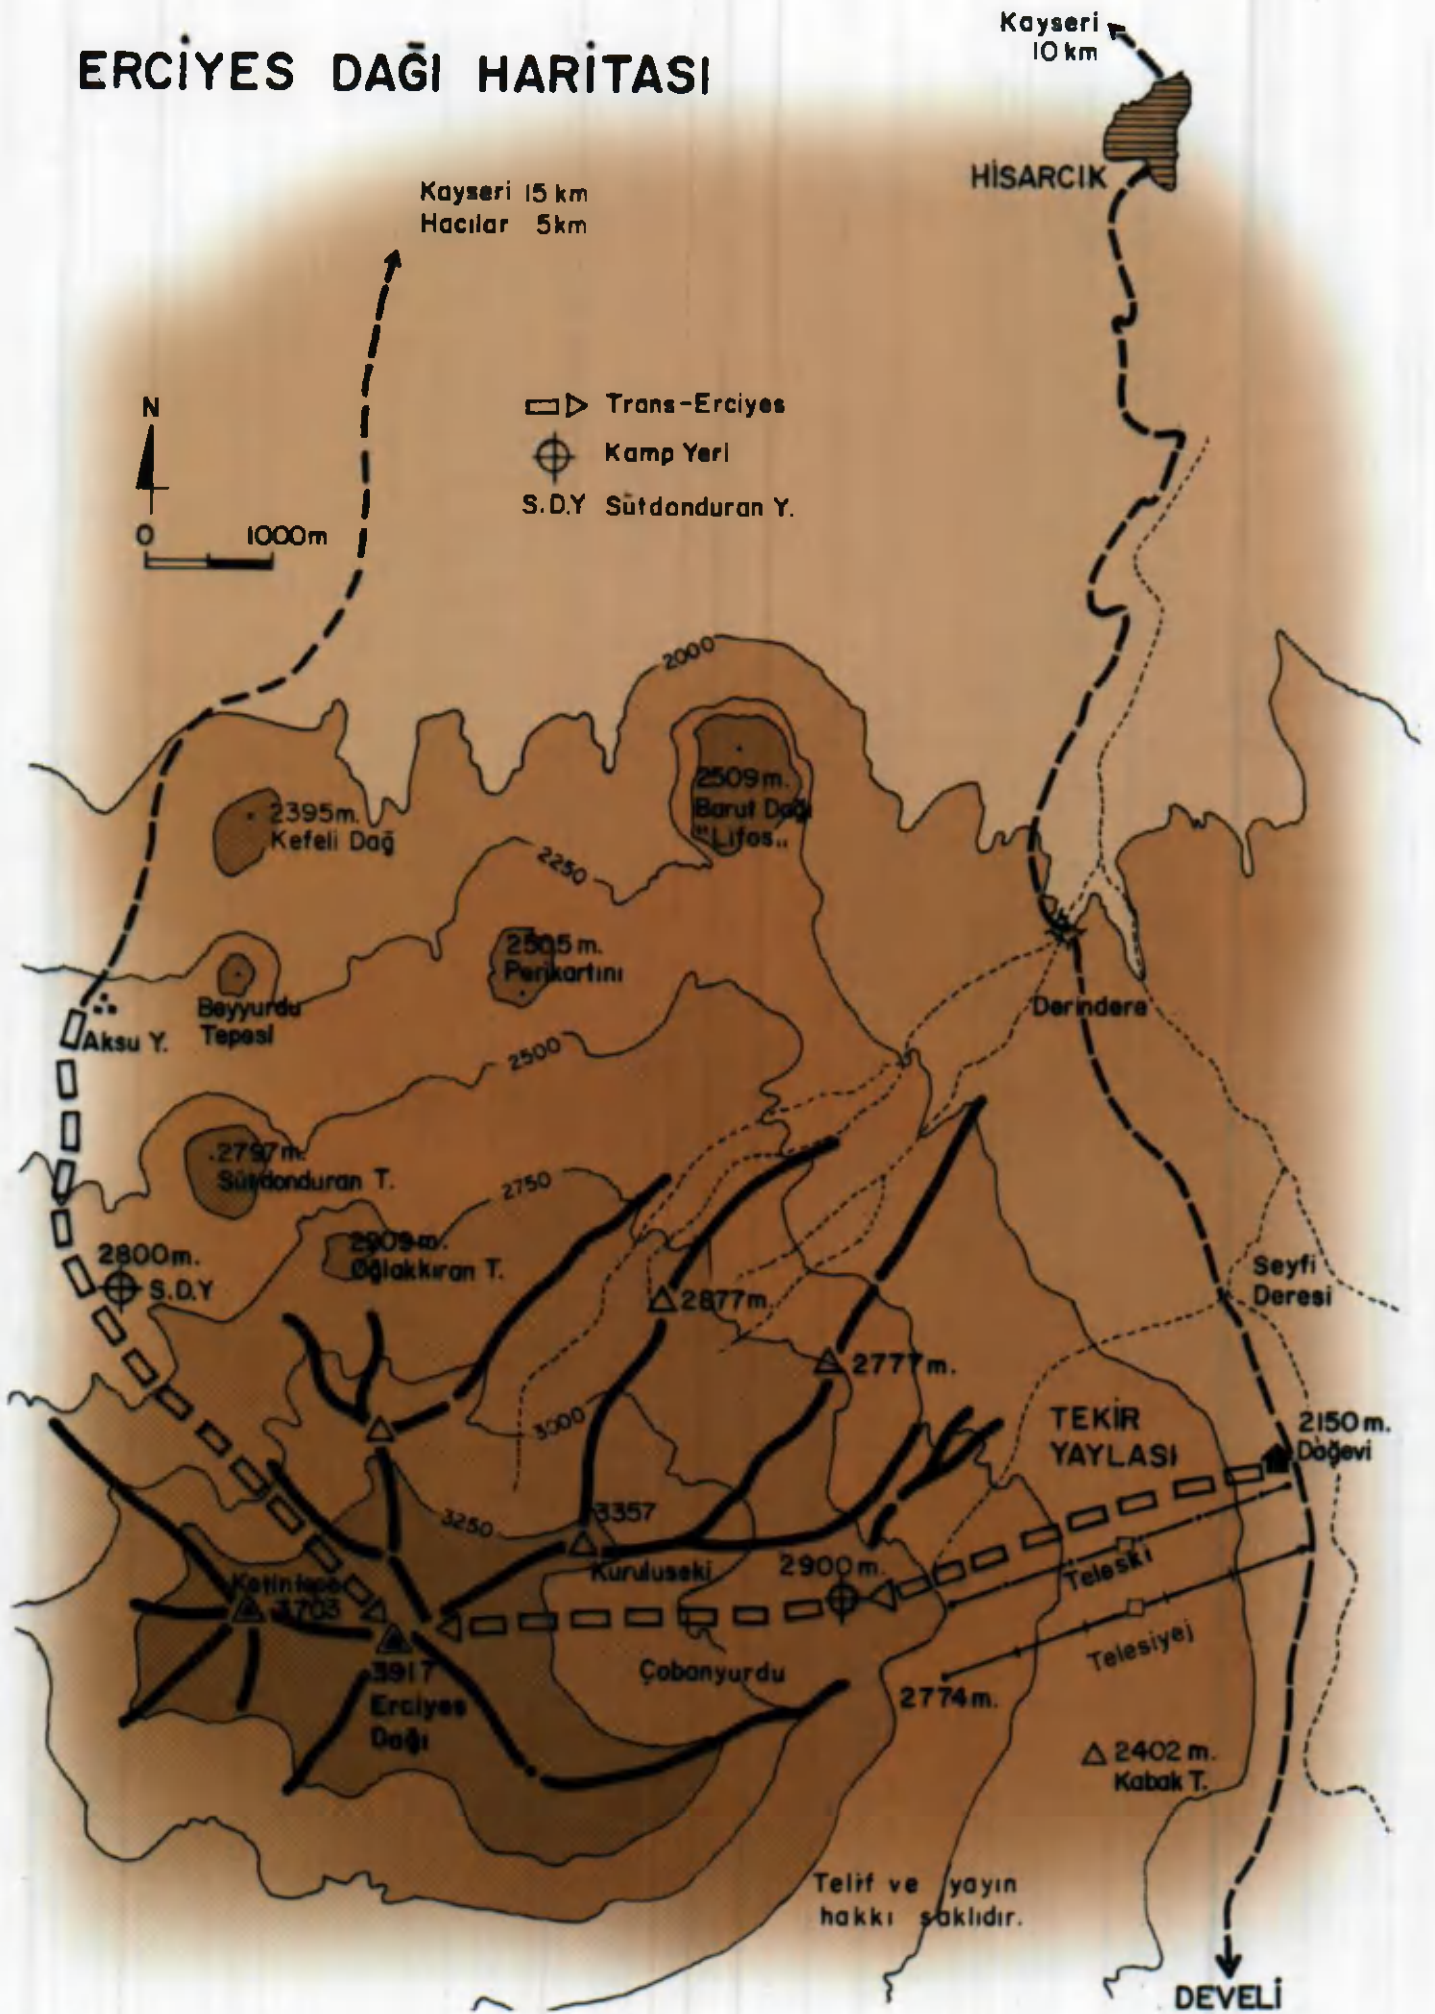 Kayseri
10 km
ERCİYES DAĞI HARİTASI
HİSARCIK
Kayseri 15 km
Hacılar 5km
N
0 1000m
Trans-Erciyes
Kamp Yeri
S.D.Y Sütdonduran Y.
2000
2509m.
Barut Dağı
"Lifos"
2395m.
Kefeli Dağ
2250
2505m.
Perikartını
Beyyurdu
Tepesi
Aksu Y.
Derindere
2500
2797m.
Sütdonduran T.
2750
2909m.
Oğlakkıran T.
2800m.
S.D.Y
2877m.
Seyfi
Deresi
2777m.
3000
TEKİR
YAYLASI
2150m.
Dağevi
3250
3357
Kuruluseki
2900m.
Teleski
3703
Telesiyej
3917
Erciyes
Dağı
Çobanyurdu
2774m.
2402m.
Kabak T.
Telif ve yayın
hakkı saklıdır.
DEVELİ